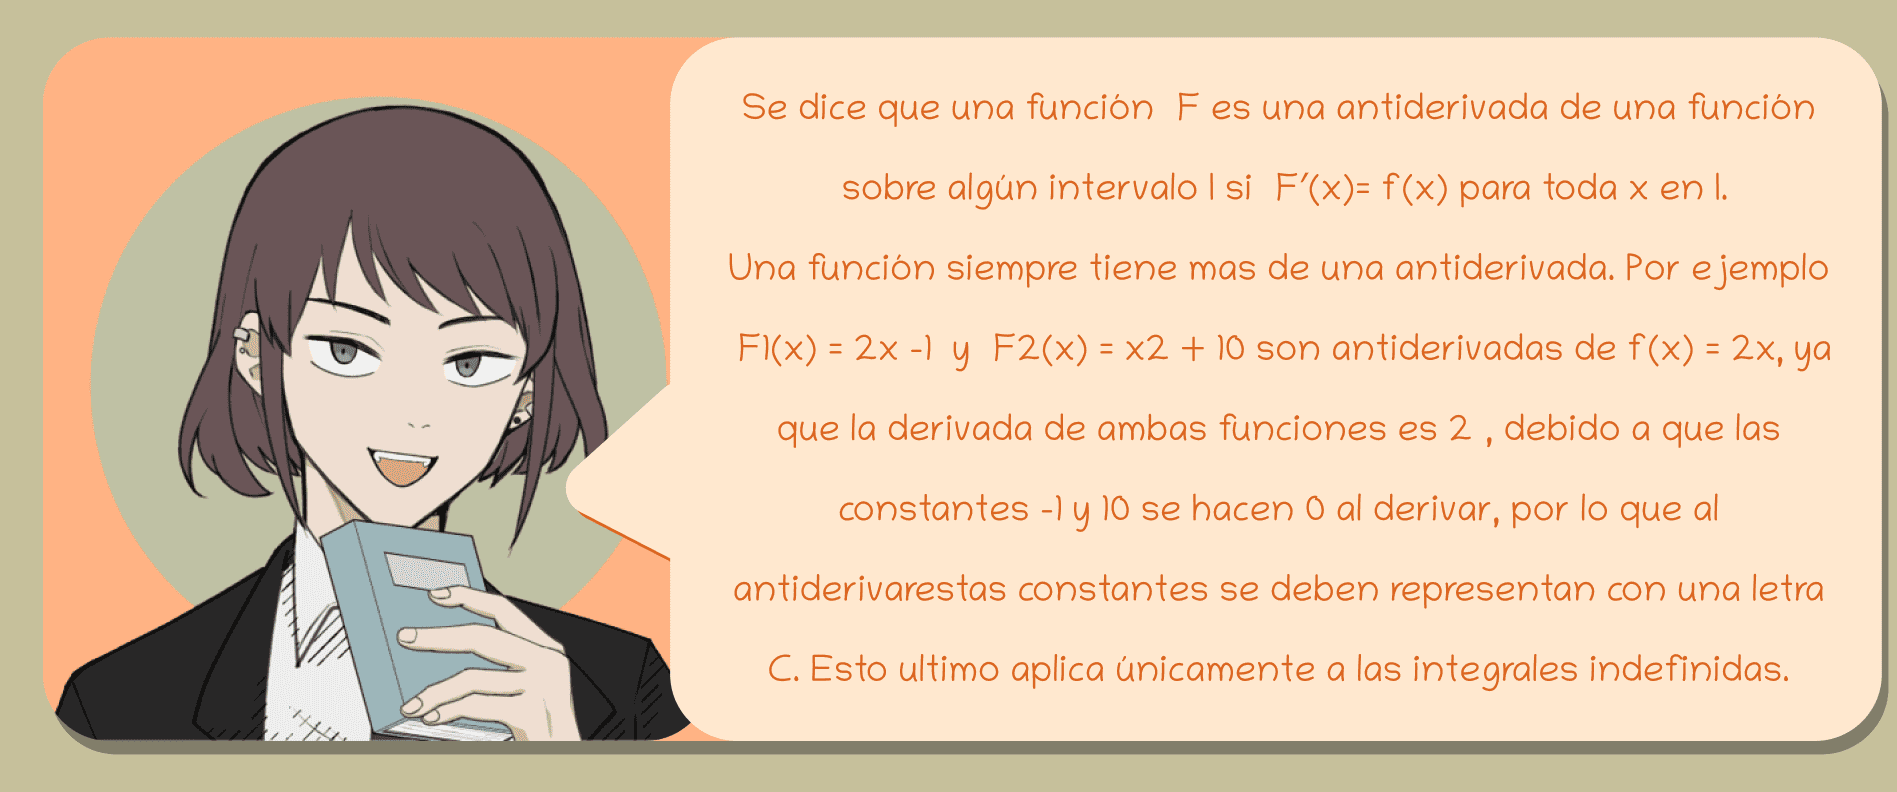 Se dice que una función F es una antiderivada de una función
sobre algún intervalo I si F'(x)= f(x) para toda x en I.
Una función siempre tiene mas de una antiderivada. Por ejemplo
F1(x) = 2x -1 y F2(x) = x2 + 10 son antiderivadas de f(x) = 2x, ya
que la derivada de ambas funciones es 2 , debido a que las
constantes -1 y 10 se hacen 0 al derivar, por lo que al
antiderivarestas constantes se deben representan con una letra
C. Esto ultimo aplica únicamente a las integrales indefinidas.